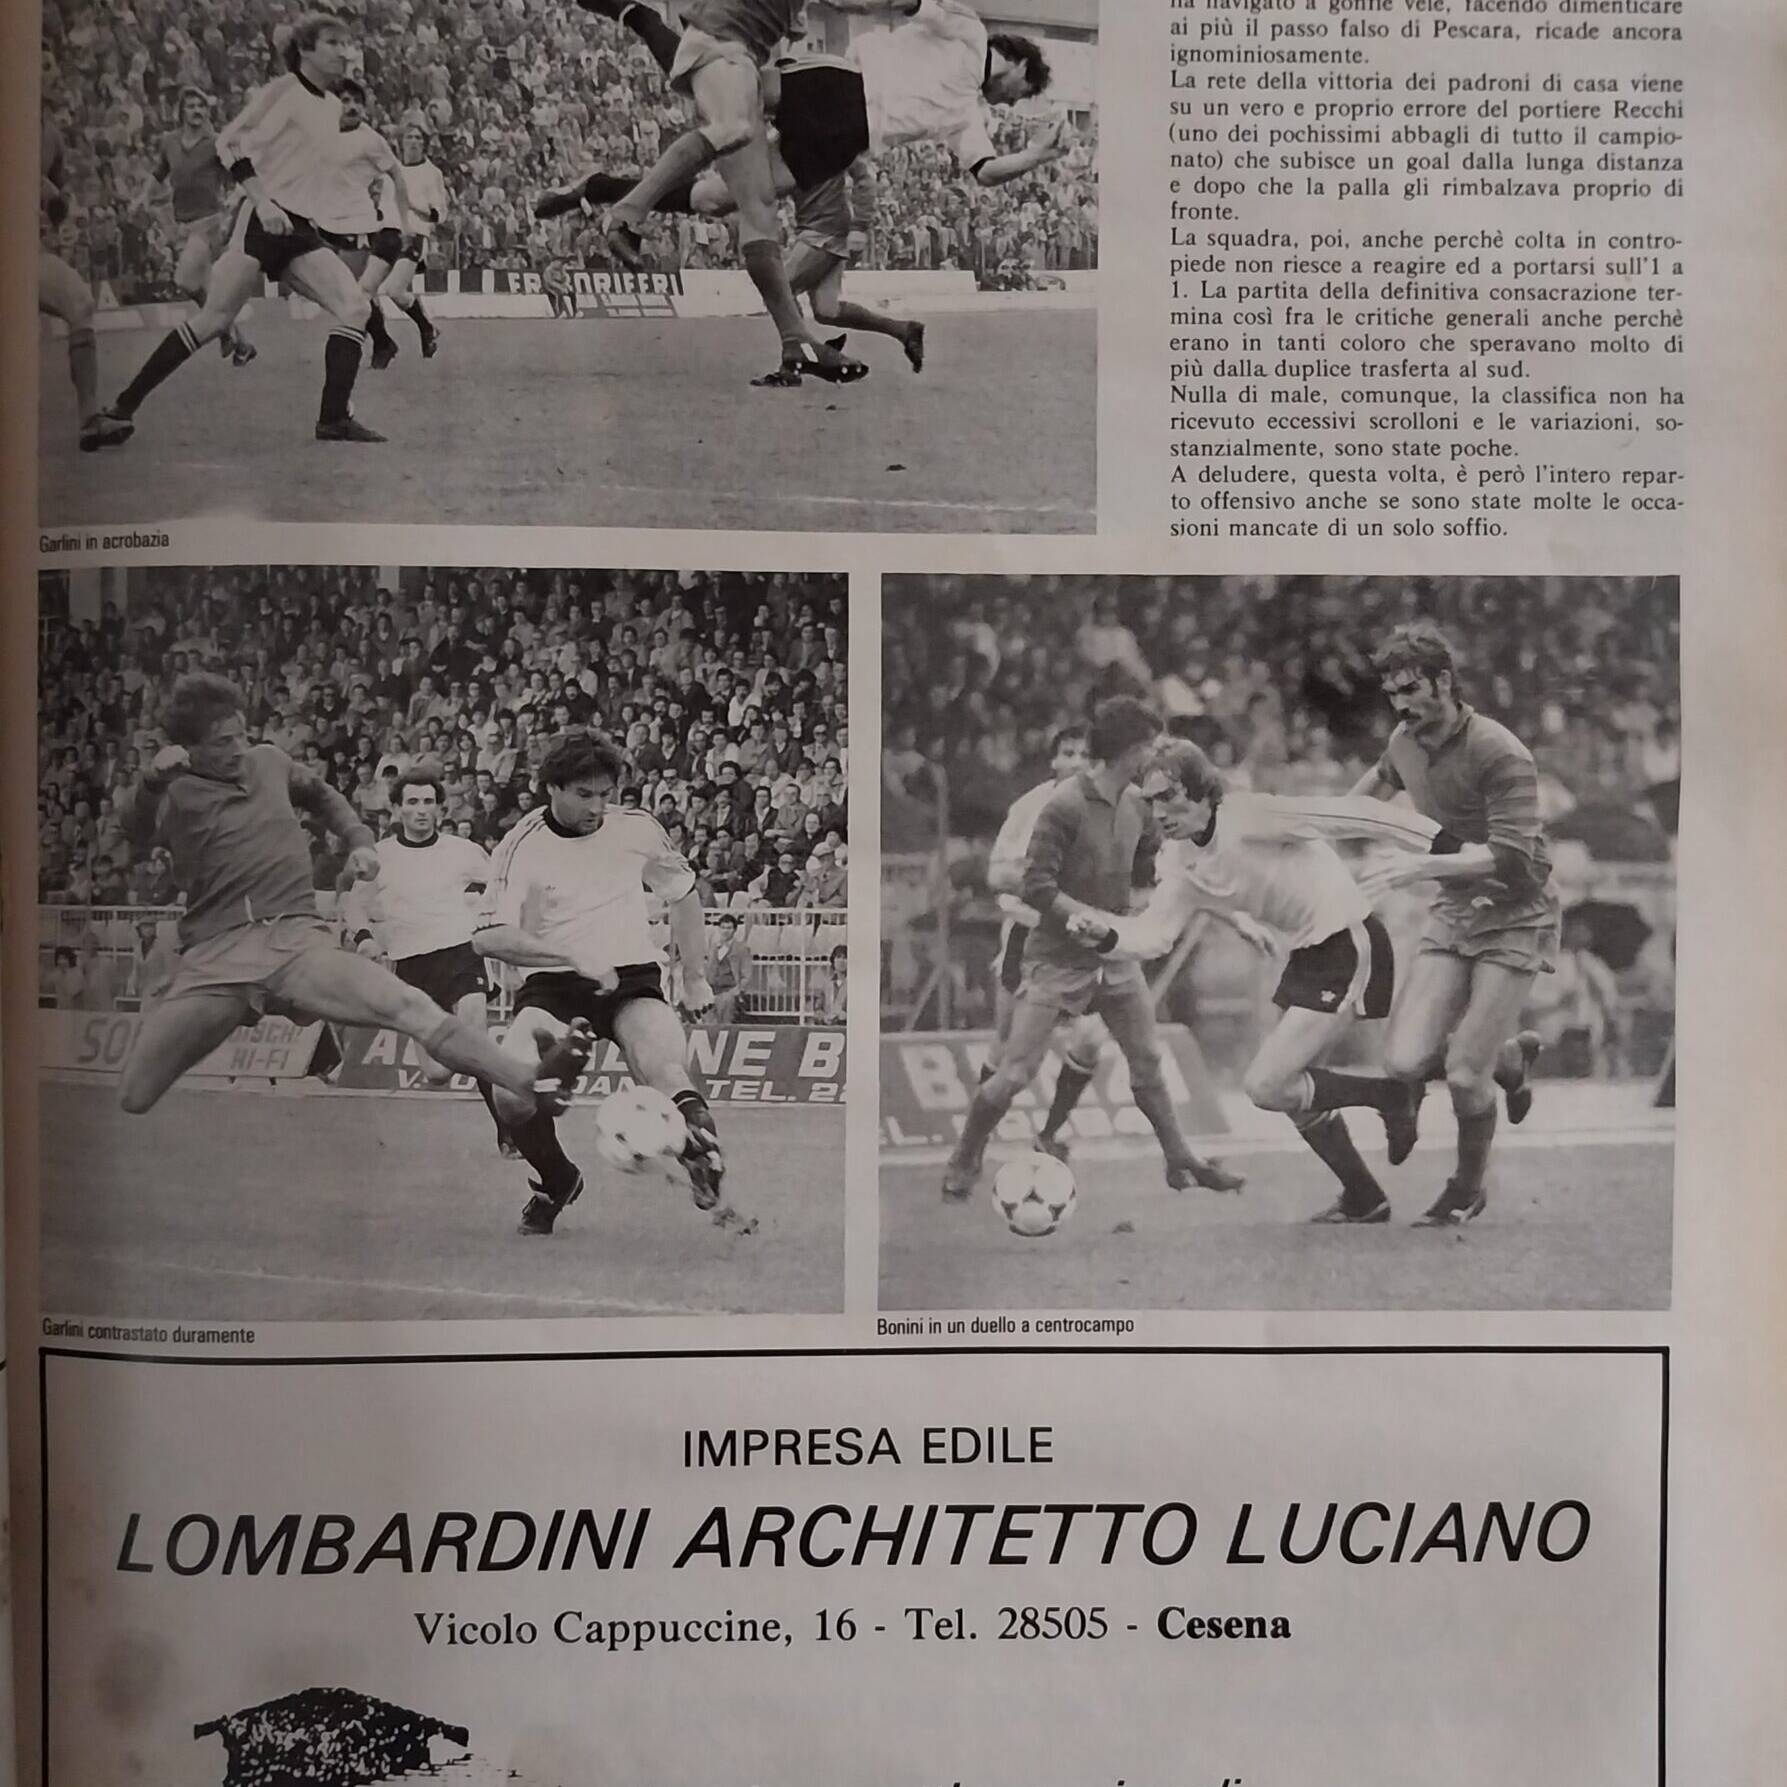 ha navigato a gonfie vele, facendo dimenticare
ai più il passo falso di Pescara, ricade ancora
ignominiosamente.
La rete della vittoria dei padroni di casa viene
su un vero e proprio errore del portiere Recchi
(uno dei pochissimi abbagli di tutto il campio-
nato) che subisce un goal dalla lunga distanza
e dopo che la palla gli rimbalzava proprio di
fronte.
La squadra, poi, anche perchè colta in contro-
piede non riesce a reagire ed a portarsi sull'1 a
1. La partita della definitiva consacrazione ter-
mina così fra le critiche generali anche perchè
erano in tanti coloro che speravano molto di
più dalla duplice trasferta al sud.
Nulla di male, comunque, la classifica non ha
ricevuto eccessivi scrolloni e le variazioni, so-
stanzialmente, sono state poche.
A deludere, questa volta, è però l'intero repar-
to offensivo anche se sono state molte le occa-
sioni mancate di un solo soffio.
Garlini in acrobazia
HI-FI
NE B
TEL. 22
Garlini contrastato duramente
Bonini in un duello a centrocampo
IMPRESA EDILE
LOMBARDINI ARCHITETTO LUCIANO
Vicolo Cappuccine, 16 - Tel. 28505 - Cesena